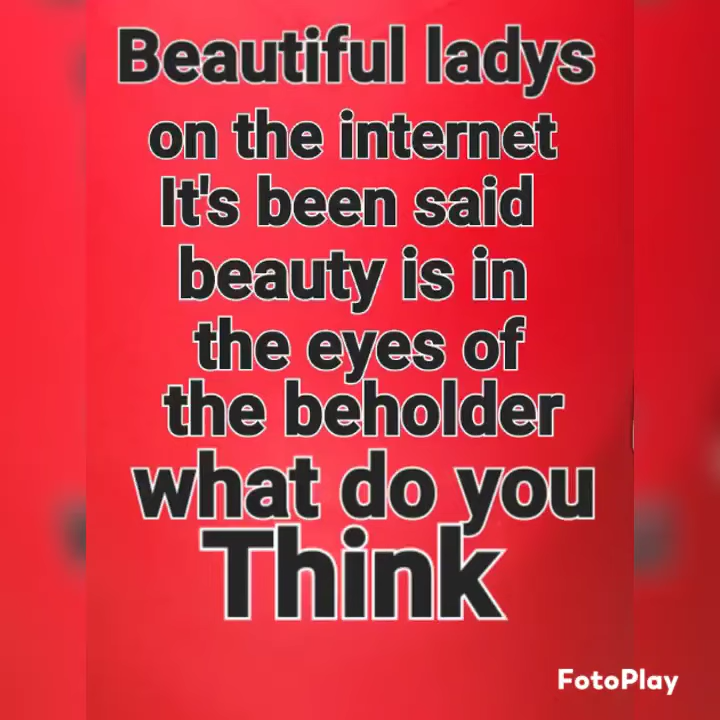 Beautiful ladys
on the internet
It's been said
beauty is in
the eyes of
the beholder
what do you
Think
FotoPlay